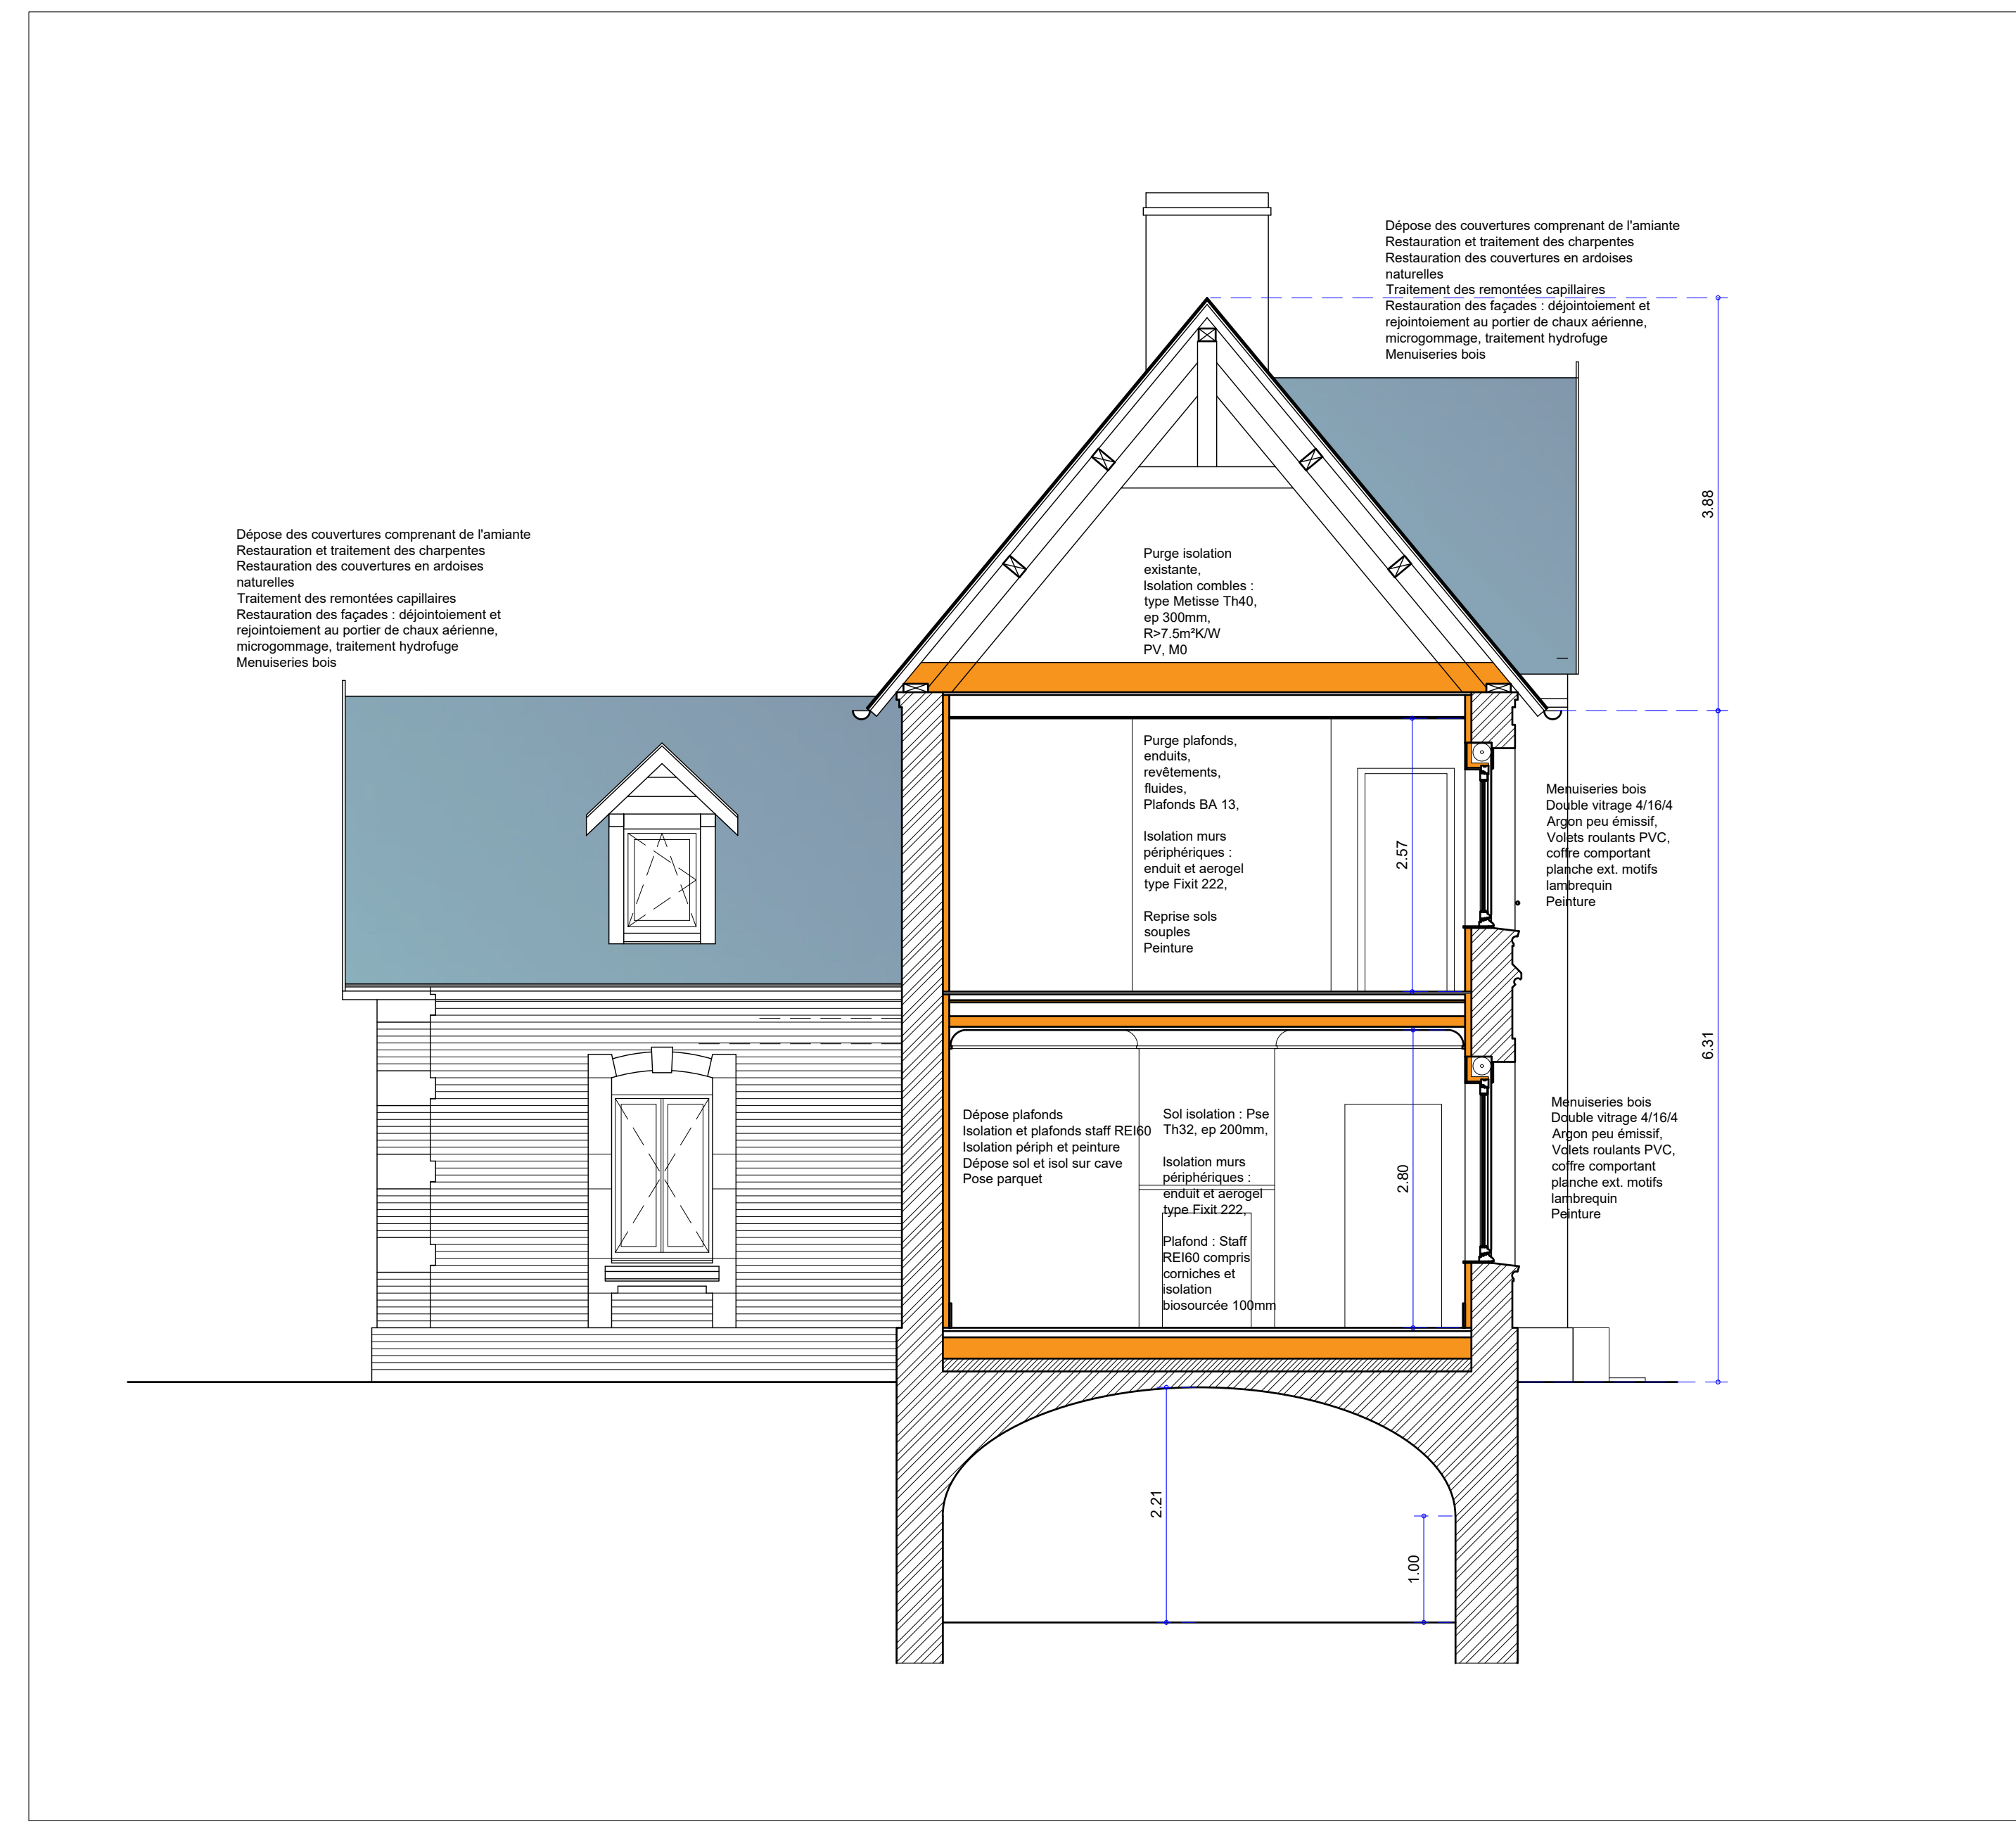 Dépose des couvertures comprenant de l'amiante
Restauration et traitement des charpentes
Restauration des couvertures en ardoises
naturelles
Traitement des remontées capillaires
Restauration des façades : déjointoiement et
rejointoiement au portier de chaux aérienne,
microgommage, traitement hydrofuge
Menuiseries bois
3.88
Dépose des couvertures comprenant de l'amiante
Restauration et traitement des charpentes
Restauration des couvertures en ardoises
naturelles
Traitement des remontées capillaires
Restauration des façades : déjointoiement et
rejointoiement au portier de chaux aérienne,
microgommage, traitement hydrofuge
Menuiseries bois
Purge isolation
existante,
Isolation combles :
type Metisse Th40,
ep 300mm,
R>7.5m²K/W
PV, M0
Purge plafonds,
enduits,
revêtements,
fluides,
Plafonds BA 13,
Isolation murs
périphériques :
enduit et aerogel
type Fixit 222,
Reprise sols
souples
Peinture
2.57
Menuiseries bois
Double vitrage 4/16/4
Argon peu émissif,
Volets roulants PVC,
coffre comportant
planche ext. motifs
lambrequin
Peinture
6.31
Dépose plafonds
Isolation et plafonds staff REI60
Isolation périph et peinture
Dépose sol et isol sur cave
Pose parquet
Sol isolation : Pse
Th32, ep 200mm,
Isolation murs
périphériques :
enduit et aerogel
type Fixit 222,
Plafond : Staff
REI60 compris
corniches et
isolation
biosourcée 100mm
2.80
Menuiseries bois
Double vitrage 4/16/4
Argon peu émissif,
Volets roulants PVC,
coffre comportant
planche ext. motifs
lambrequin
Peinture
2.21
1.00